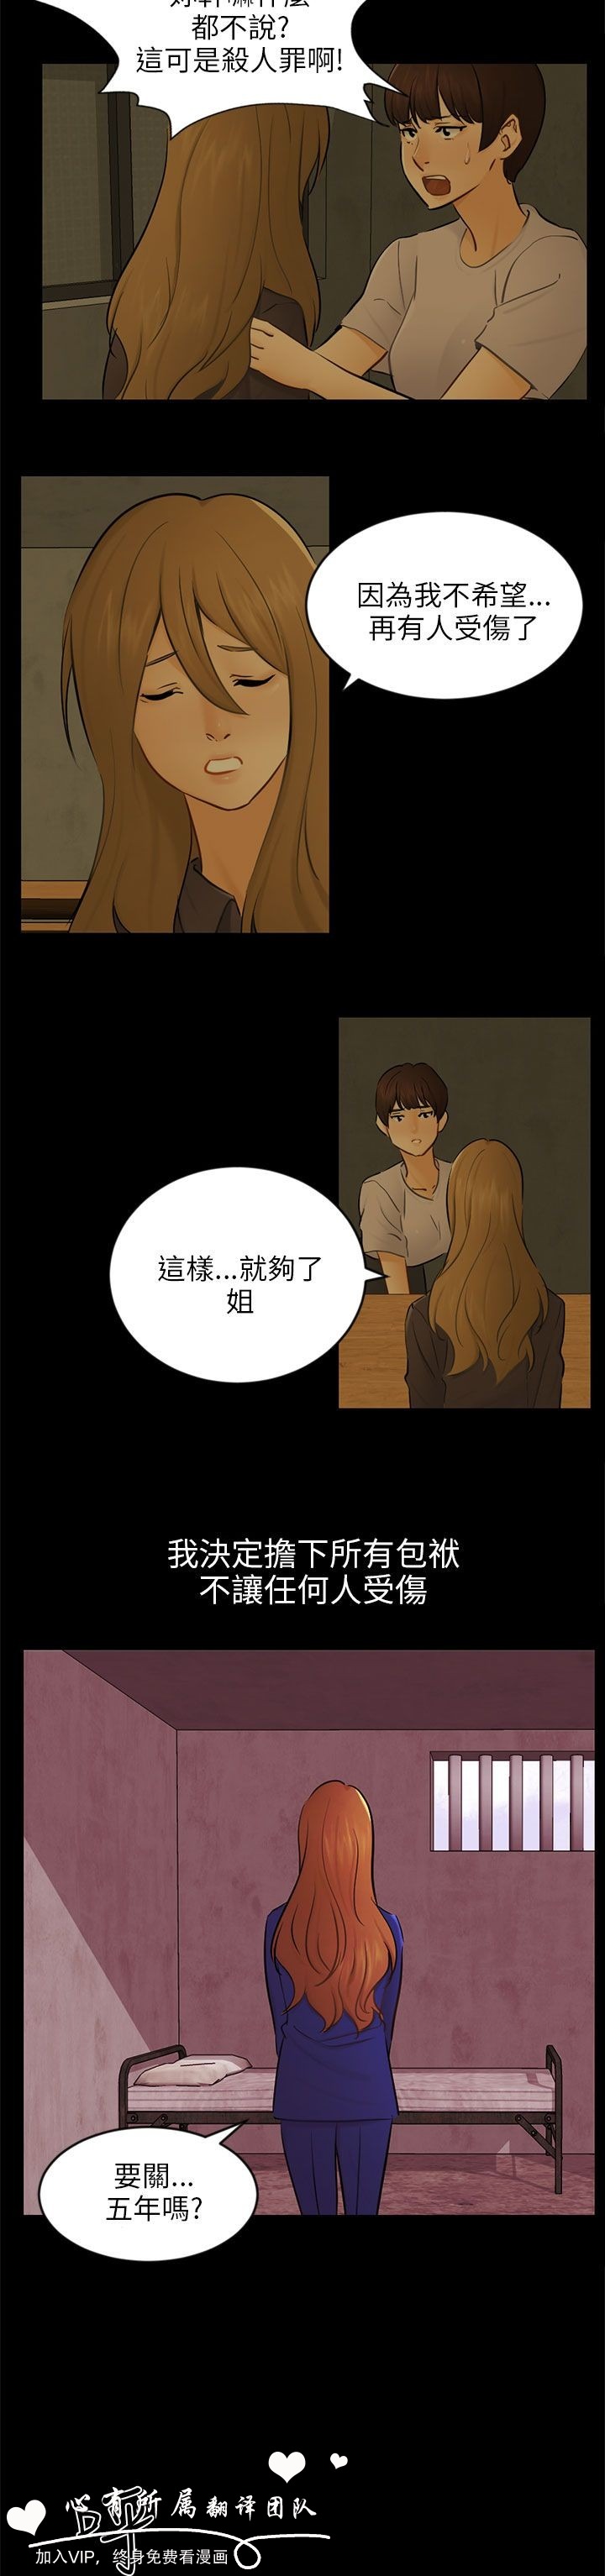 都不說?
這可是殺人罪啊!
因為我不希望...
再有人受傷了
這樣...就夠了
姐
我決定擔下所有包袱
不讓任何人受傷
要關...
五年嗎?
心有所属翻译团队
加入VIP，终身免费看漫画